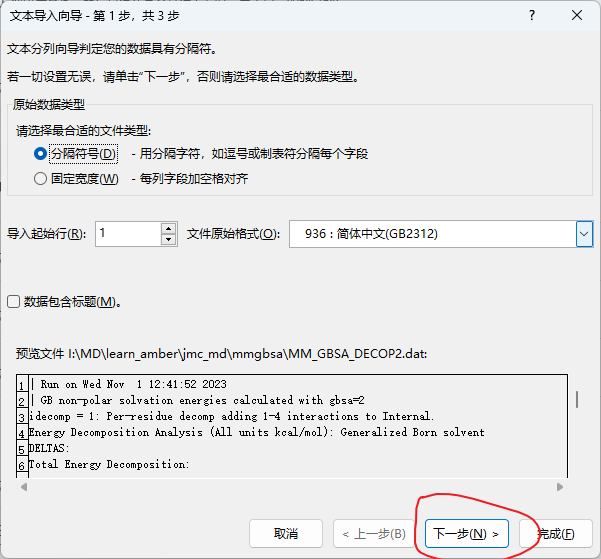 文本导入向导 - 第 1 步，共 3 步
文本分列向导判定您的数据具有分隔符。
若一切设置无误，请单击“下一步”，否则请选择最合适的数据类型。
原始数据类型
请选择最合适的文件类型:
分隔符号(D) - 用分隔字符，如逗号或制表符分隔每个字段
固定宽度(W) - 每列字段加空格对齐
导入起始行(R): 1 文件原始格式(O): 936 : 简体中文(GB2312)
数据包含标题(M)。
预览文件 I:\MD\learn_amber\jmc_md\mmgbsa\MM_GBSA_DECOP2.dat:
1 | Run on Wed Nov  1 12:41:52 2023
2 | GB non-polar solvation energies calculated with gbsa=2
3 idecomp = 1: Per-residue decomp adding 1-4 interactions to Internal.
4 Energy Decomposition Analysis (All units kcal/mol): Generalized Born solvent
5 DELTAS:
6 Total Energy Decomposition:
取消 < 上一步(B) 下一步(N) > 完成(F)